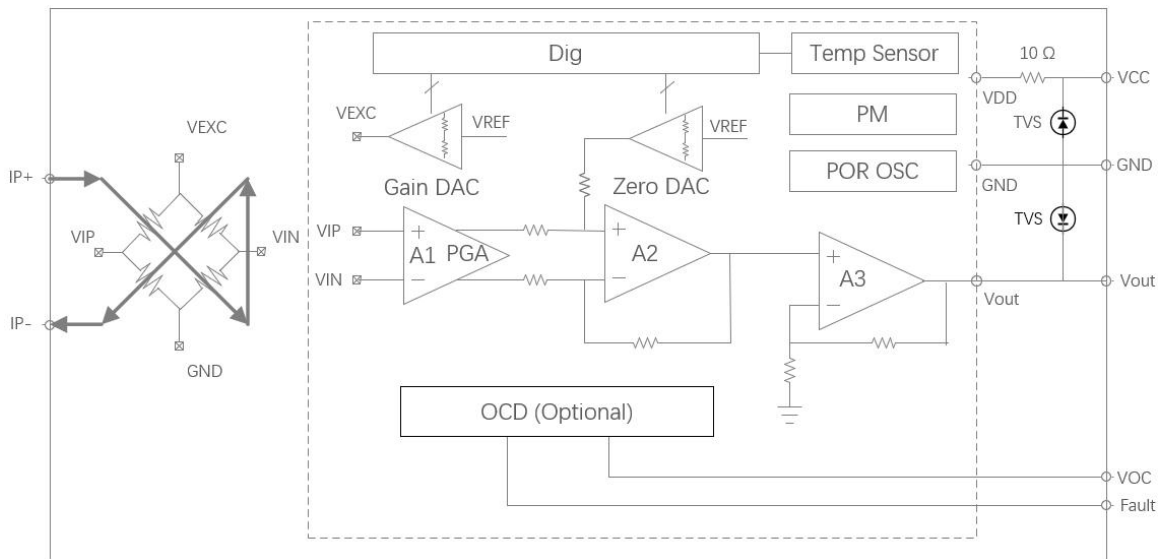 Dig
Temp Sensor
10 Ω
VCC
VDD
VEXC
VREF
VREF
PM
TVS
VEXC
POR OSC
GND
GND
IP+
Gain DAC
Zero DAC
VIP
VIN
VIP
A1
PGA
+
−
VIN
+
A2
−
+
A3
−
TVS
Vout
Vout
IP-
GND
OCD (Optional)
VOC
Fault